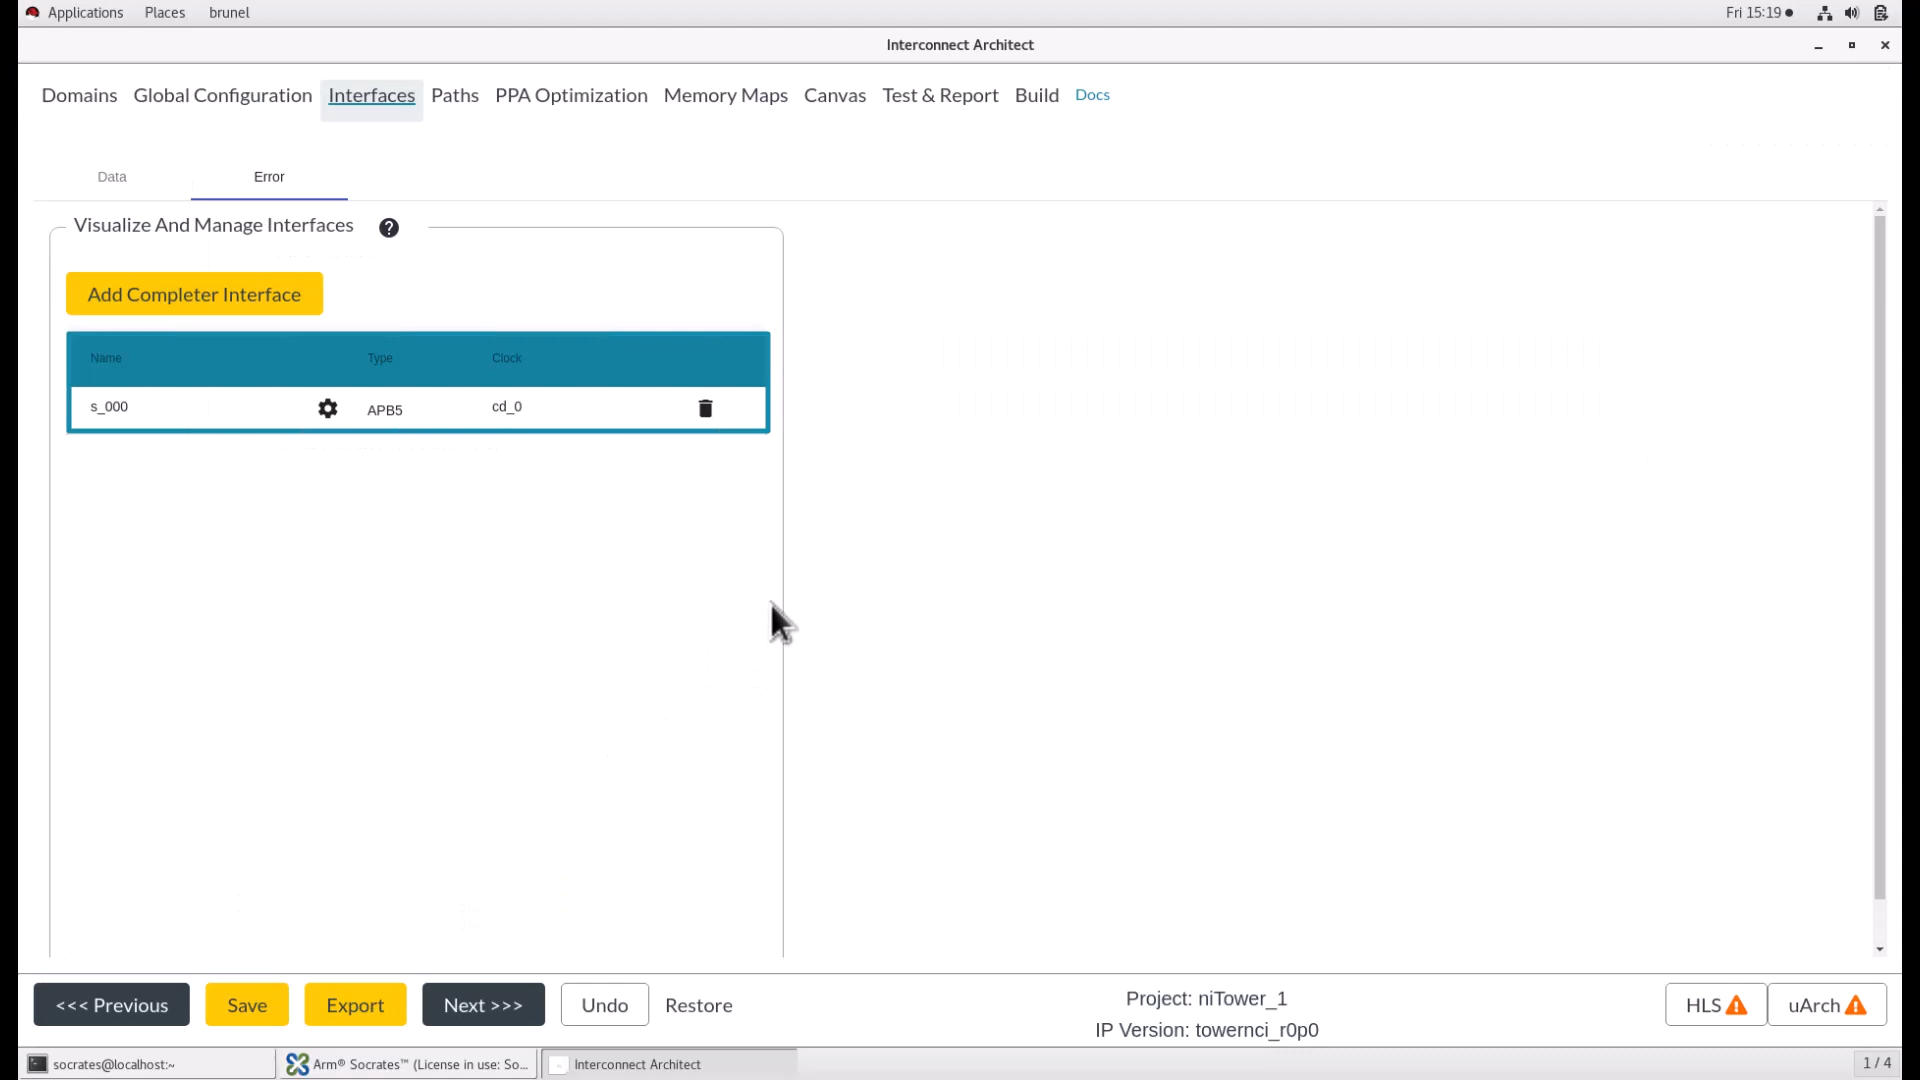 Applications Places brunel Fri 15:19
Interconnect Architect
Domains Global Configuration Interfaces Paths PPA Optimization Memory Maps Canvas Test & Report Build Docs
Data Error
Visualize And Manage Interfaces ?
Add Completer Interface
Name Type Clock
s_000 APB5 cd_0
<<< Previous Save Export Next >>> Undo Restore
Project: niTower_1
IP Version: towernci_r0p0
HLS uArch
socrates@localhost:~ Arm® Socrates™ (License in use: So... Interconnect Architect 1 / 4